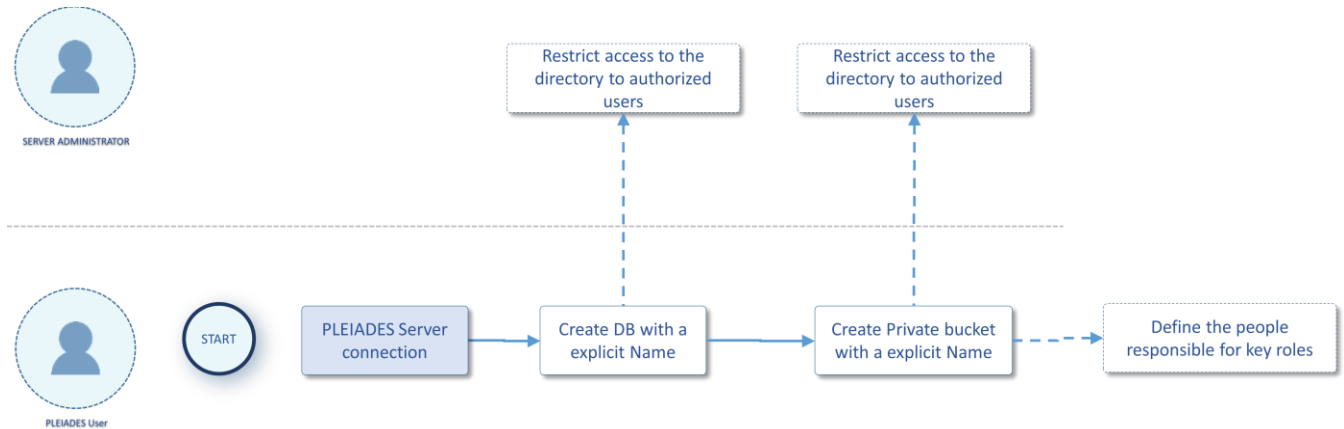 Restrict access to the
directory to authorized
users
Restrict access to the
directory to authorized
users
SERVER ADMINISTRATOR
START
PLEIADES Server
connection
Create DB with a
explicit Name
Create Private bucket
with a explicit Name
Define the people
responsible for key roles
PLEIADES User